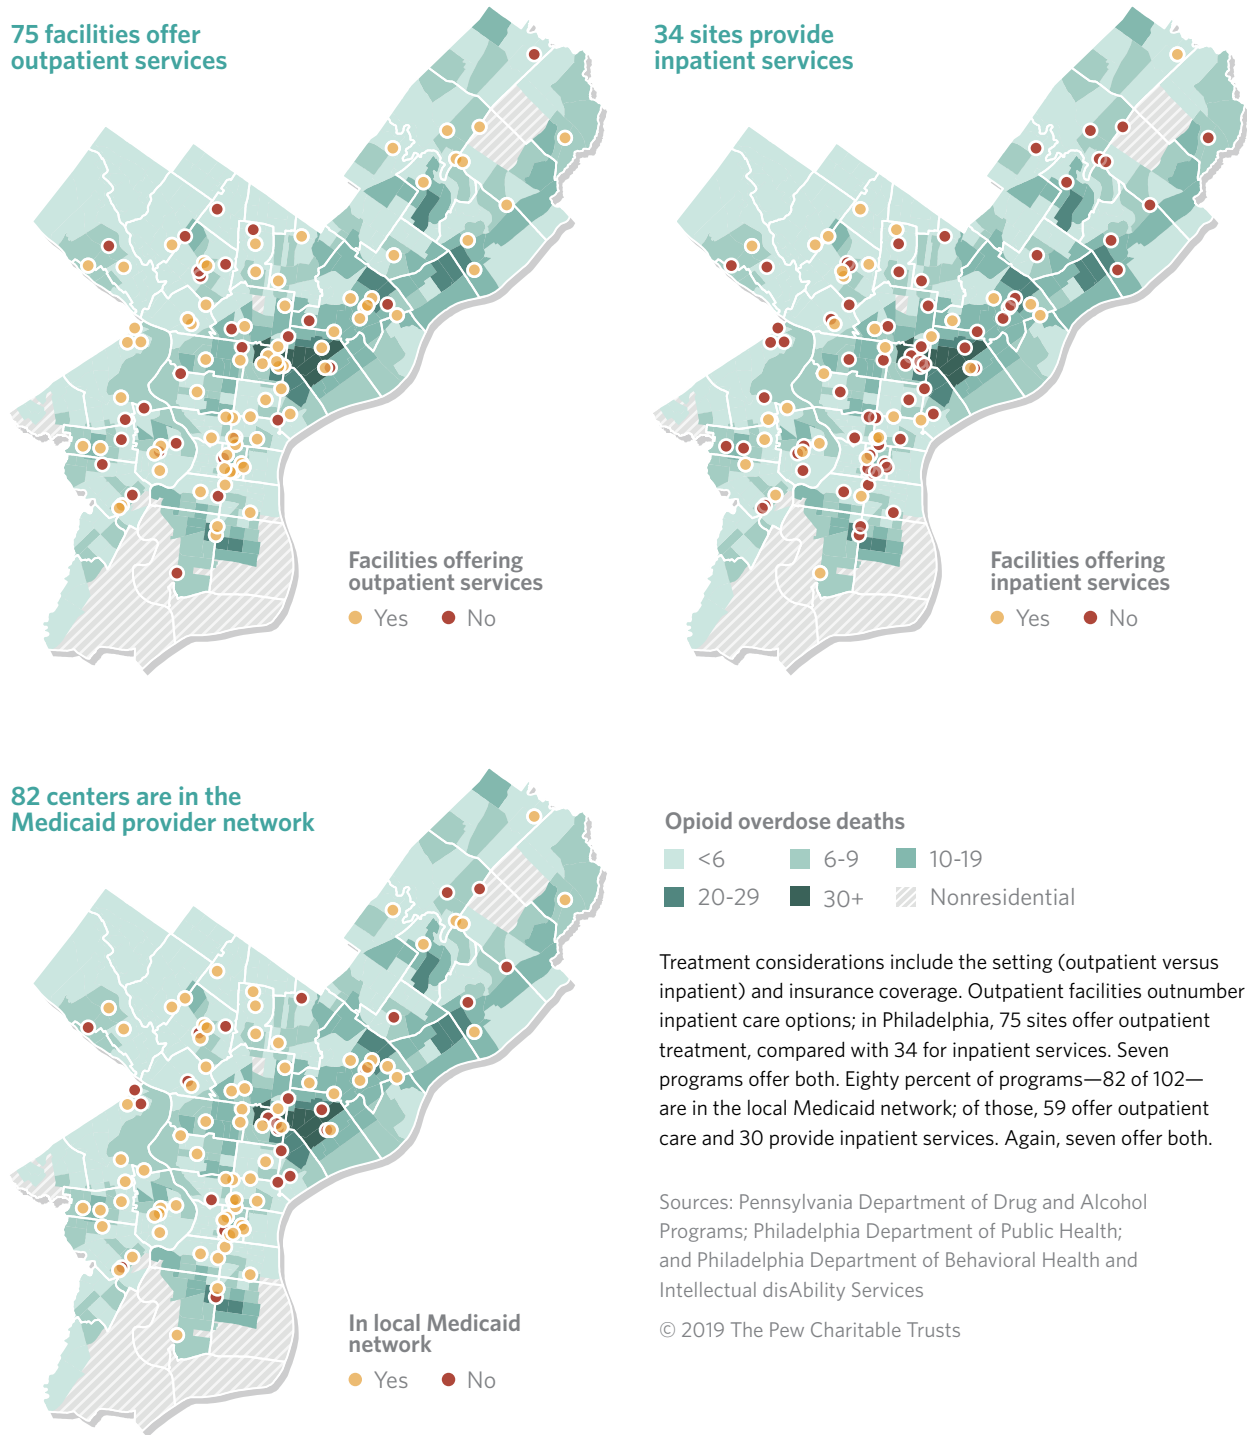 75 facilities offer
outpatient services
34 sites provide
inpatient services
Facilities offering
outpatient services
Yes No
Facilities offering
inpatient services
Yes No
82 centers are in the
Medicaid provider network
In local Medicaid
network
Yes No
Opioid overdose deaths
<6 6-9 10-19
20-29 30+ Nonresidential
Treatment considerations include the setting (outpatient versus
inpatient) and insurance coverage. Outpatient facilities outnumber
inpatient care options; in Philadelphia, 75 sites offer outpatient
treatment, compared with 34 for inpatient services. Seven
programs offer both. Eighty percent of programs—82 of 102—
are in the local Medicaid network; of those, 59 offer outpatient
care and 30 provide inpatient services. Again, seven offer both.
Sources: Pennsylvania Department of Drug and Alcohol
Programs; Philadelphia Department of Public Health;
and Philadelphia Department of Behavioral Health and
Intellectual disAbility Services
© 2019 The Pew Charitable Trusts